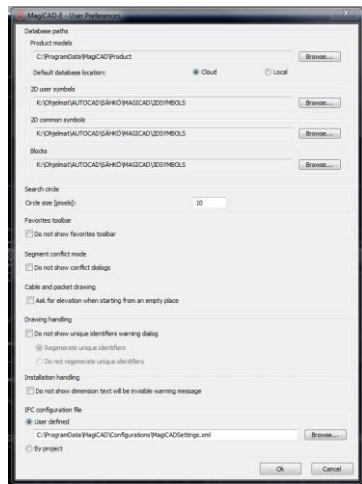 MagiCAD-E - User Preferences
Database paths
Product models
C:\ProgramData\MagiCAD\Product
Browse...
Default database location:
Cloud
Local
2D user symbols
K:\Ohjelmat\AUTOCAD\SÄHKÖ\MAGICAD\2DSYMBOLS
Browse...
2D common symbols
K:\Ohjelmat\AUTOCAD\SÄHKÖ\MAGICAD\2DSYMBOLS
Browse...
Blocks
K:\Ohjelmat\AUTOCAD\SÄHKÖ\MAGICAD\3DSYMBOLS
Browse...
Search circle
Circle size [pixels]:
10
Favorites toolbar
Do not show favorites toolbar
Segment conflict mode
Do not show conflict dialogs
Cable and packet drawing
Ask for elevation when starting from an empty place
Drawing handling
Do not show unique identifiers warning dialog
Regenerate unique identifiers
Do not regenerate unique identifiers
Installation handling
Do not show dimension text will be invisible warning message
IFC configuration file
User defined
C:\ProgramData\MagiCAD\Configurations\MagiCADSettings.xml
Browse...
By project
Ok
Cancel